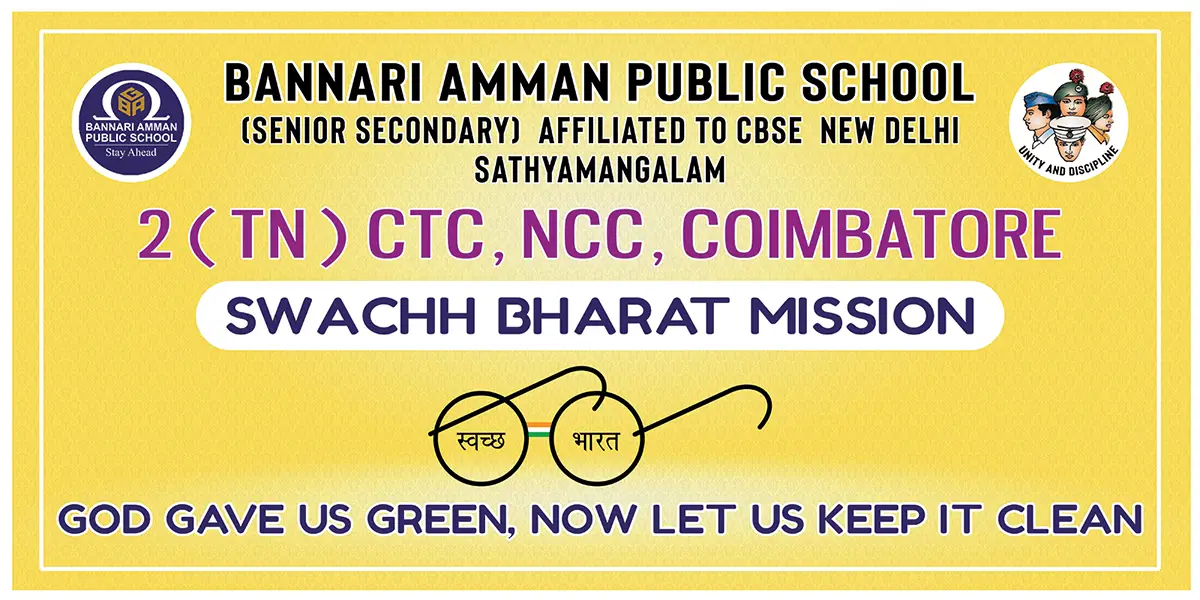 BANNARI AMMAN PUBLIC SCHOOL
(SENIOR SECONDARY) AFFILIATED TO CBSE NEW DELHI
SATHYAMANGALAM
GBA
BANNARI AMMAN
PUBLIC SCHOOL
Stay Ahead
UNITY AND DISCIPLINE
2 ( TN ) CTC, NCC, COIMBATORE
SWACHH BHARAT MISSION
स्वच्छ भारत
GOD GAVE US GREEN, NOW LET US KEEP IT CLEAN